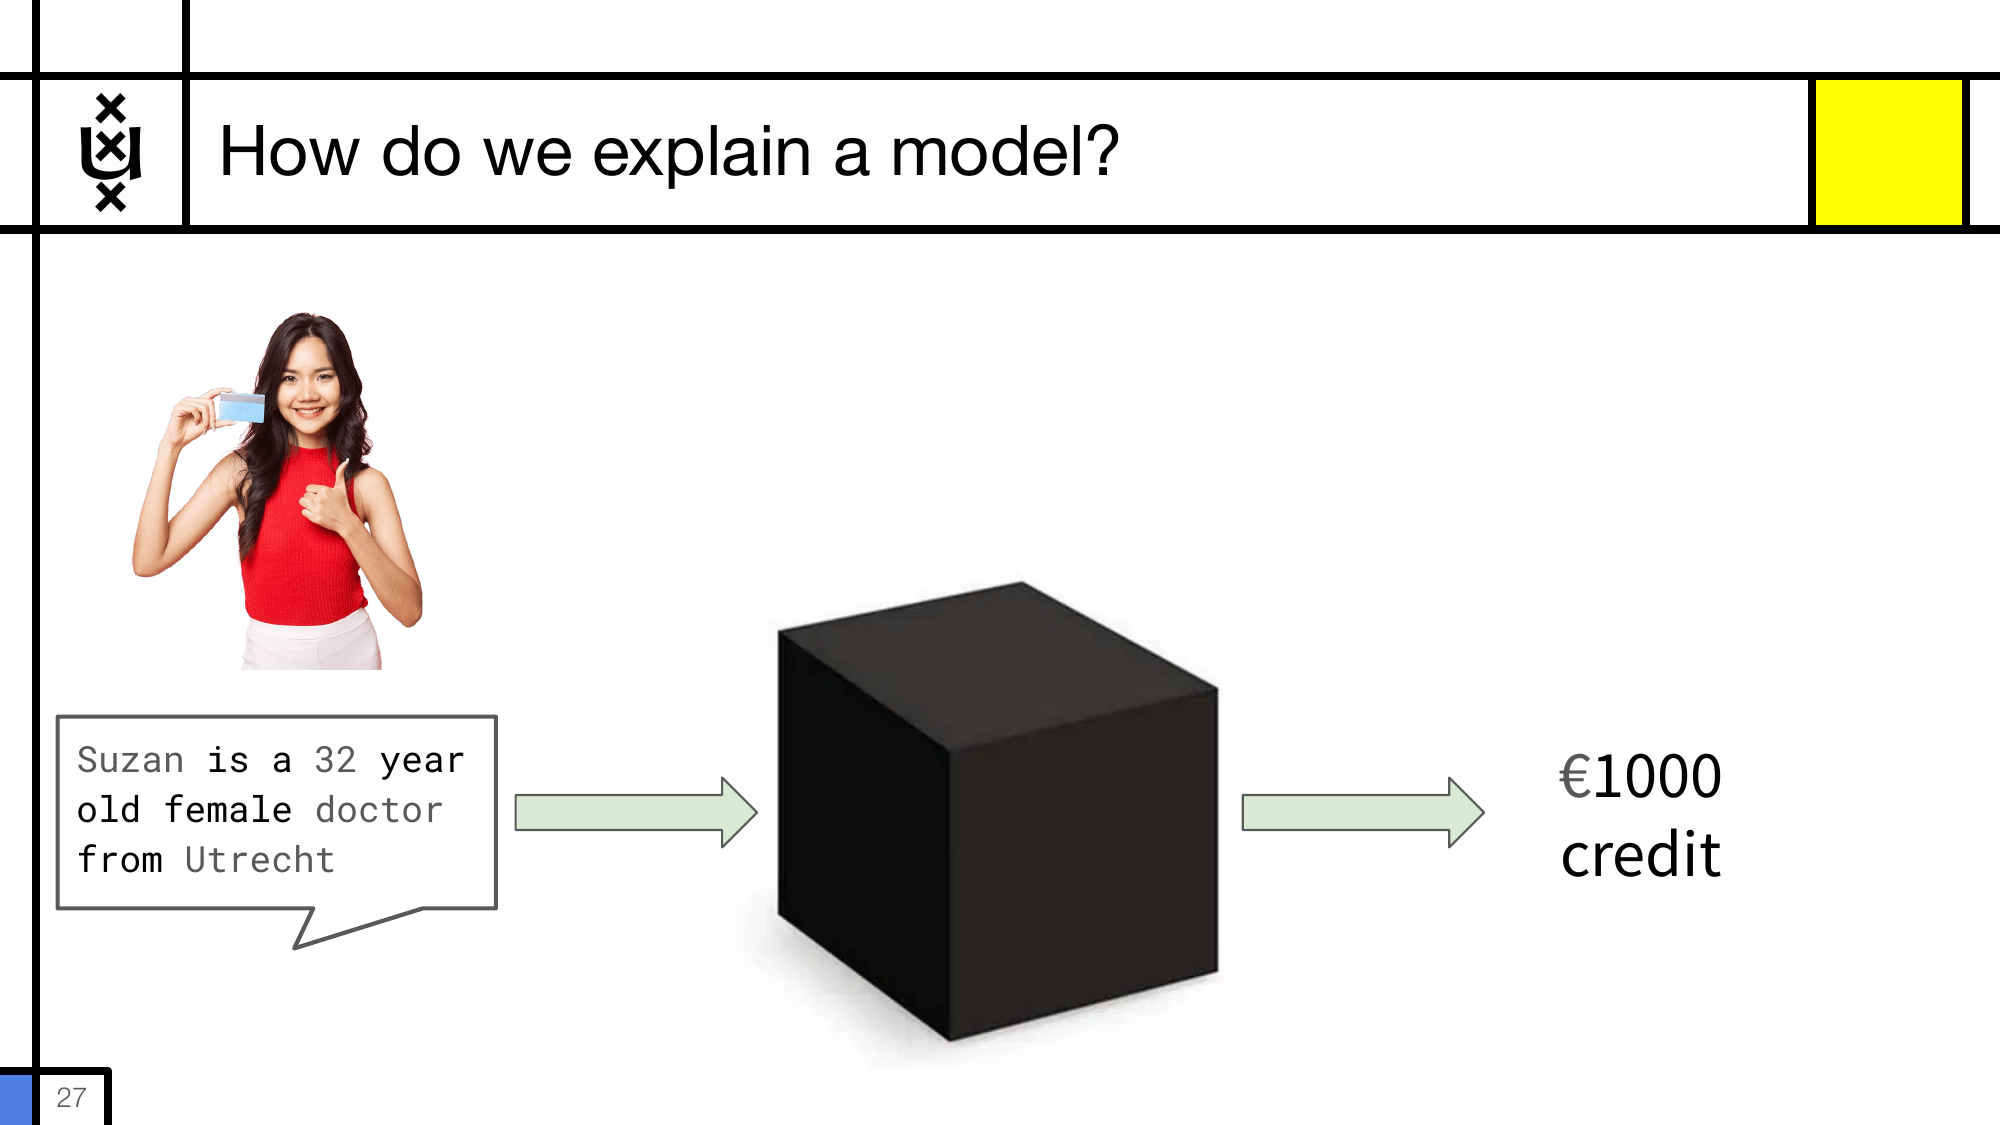 How do we explain a model?
Suzan is a 32 year
old female doctor
from Utrecht
€1000
credit
27